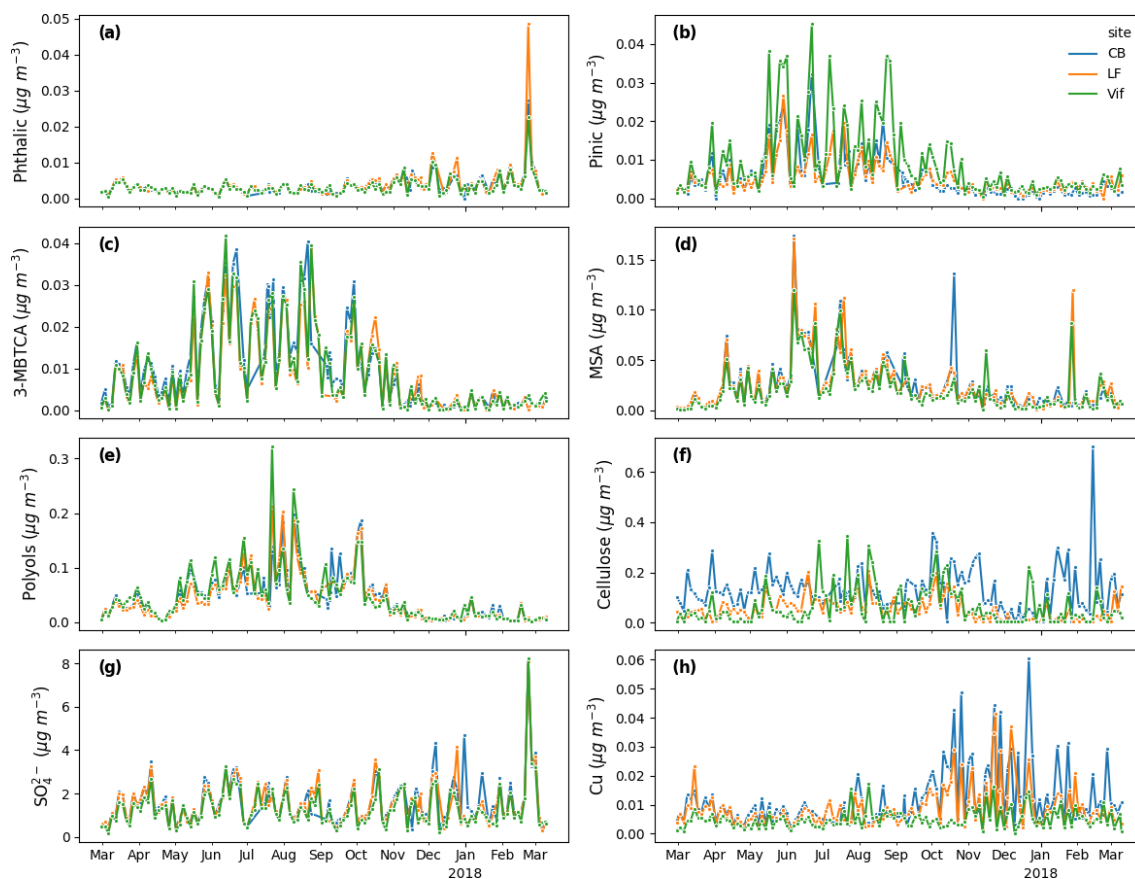 (a)
Phthalic (µg m⁻³)
0.05
0.04
0.03
0.02
0.01
0.00
(b)
Pinic (µg m⁻³)
0.04
0.03
0.02
0.01
0.00
site
CB
LF
Vif
(c)
3-MBTCA (µg m⁻³)
0.04
0.03
0.02
0.01
0.00
(d)
MSA (µg m⁻³)
0.15
0.10
0.05
0.00
(e)
Polyols (µg m⁻³)
0.3
0.2
0.1
0.0
(f)
Cellulose (µg m⁻³)
0.6
0.4
0.2
0.0
(g)
SO₄²⁻ (µg m⁻³)
8
6
4
2
0
Mar Apr May Jun Jul Aug Sep Oct Nov Dec Jan Feb Mar
2018
(h)
Cu (µg m⁻³)
0.06
0.05
0.04
0.03
0.02
0.01
0.00
Mar Apr May Jun Jul Aug Sep Oct Nov Dec Jan Feb Mar
2018